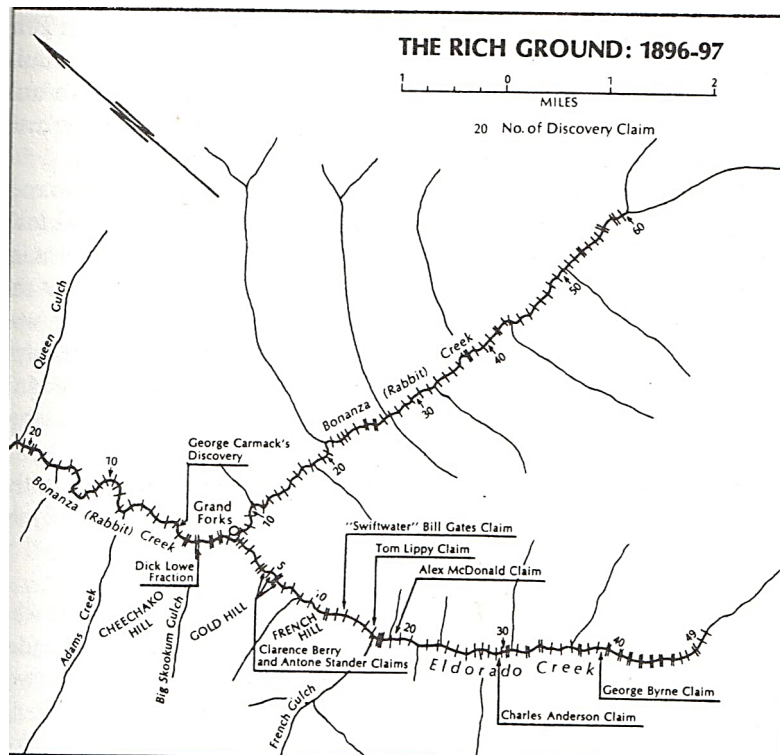 THE RICH GROUND: 1896-97
1 0 1 2
MILES
20 No. of Discovery Claim
60
50
40
30
20
10
Bonanza (Rabbit) Creek
Queen Gulch
20
10
George Carmack's
Discovery
Grand
Forks
Bonanza (Rabbit) Creek
Dick Lowe
Fraction
CHEECHAKO
HILL
Adams Creek
Big Skookum Gulch
GOLD HILL
5
10
FRENCH
HILL
"Swiftwater" Bill Gates Claim
Tom Lippy Claim
Alex McDonald Claim
Clarence Berry
and Antone Stander Claims
French Gulch
20
30
40
49
Eldorado Creek
George Byrne Claim
Charles Anderson Claim